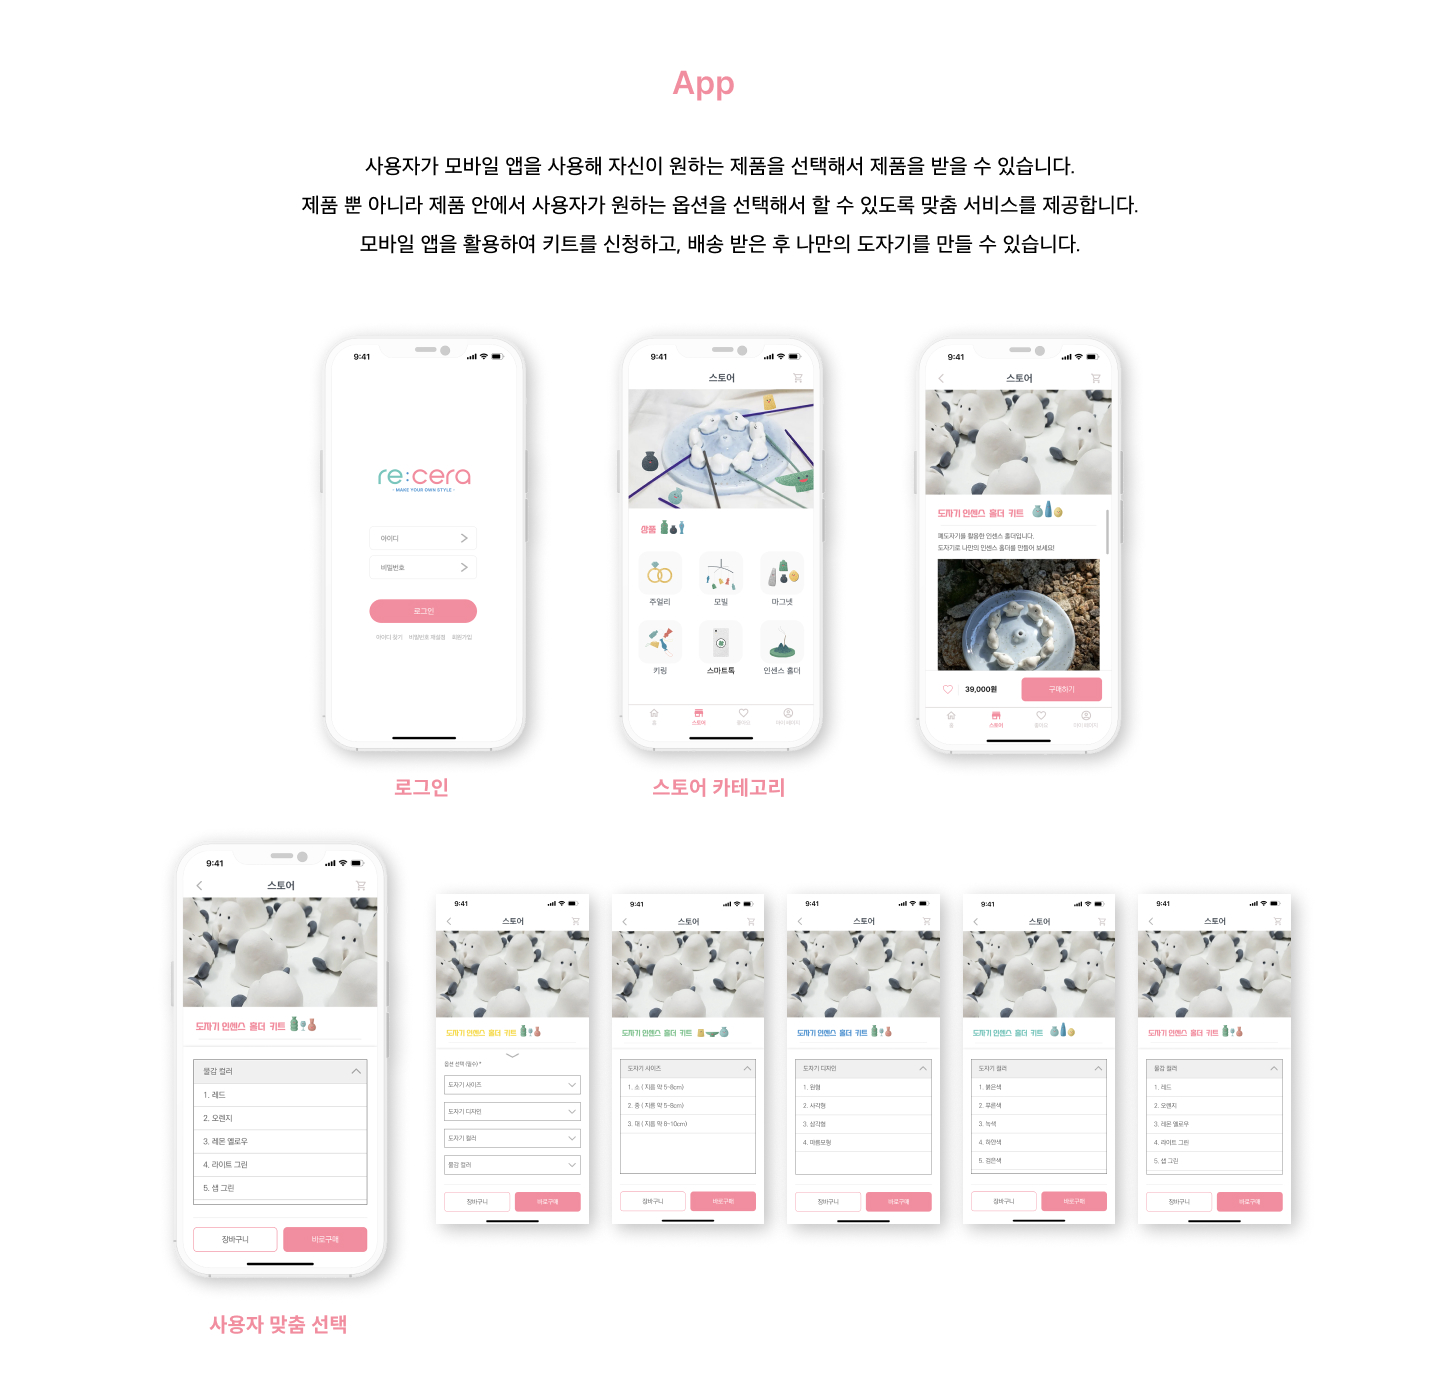 App
사용자가 모바일 앱을 사용해 자신이 원하는 제품을 선택해서 제품을 받을 수 있습니다.
제품 뿐 아니라 제품 안에서 사용자가 원하는 옵션을 선택해서 할 수 있도록 맞춤 서비스를 제공합니다.
모바일 앱을 활용하여 키트를 신청하고, 배송 받은 후 나만의 도자기를 만들 수 있습니다.
9:41
re:cera
- MAKE YOUR OWN STYLE -
아이디
비밀번호
로그인
아이디 찾기 비밀번호 재설정 회원가입
로그인
9:41
스토어
상품
주얼리 모빌 마그넷
키링 스마트톡 인센스 홀더
홈 스토어 좋아요 마이페이지
스토어 카테고리
9:41
스토어
도자기 인센스 홀더 키트
폐도자기를 활용한 인센스 홀더입니다.
도자기로 나만의 인센스 홀더를 만들어 보세요!
39,000원 구매하기
홈 스토어 좋아요 마이페이지
9:41
스토어
도자기 인센스 홀더 키트
물감 컬러
1. 레드
2. 오렌지
3. 레몬 옐로우
4. 라이트 그린
5. 샙 그린
장바구니 바로구매
사용자 맞춤 선택
9:41
스토어
도자기 인센스 홀더 키트
옵션 선택 (필수) *
도자기 사이즈
도자기 디자인
도자기 컬러
물감 컬러
장바구니 바로구매
9:41
스토어
도자기 인센스 홀더 키트
도자기 사이즈
1. 소 ( 지름 약 5-8cm)
2. 중 ( 지름 약 5-8cm)
3. 대 ( 지름 약 8-10cm)
장바구니 바로구매
9:41
스토어
도자기 인센스 홀더 키트
도자기 디자인
1. 원형
2. 사각형
3. 삼각형
4. 마름모형
장바구니 바로구매
9:41
스토어
도자기 인센스 홀더 키트
도자기 컬러
1. 붉은색
2. 푸른색
3. 녹색
4. 하얀색
5. 검은색
장바구니 바로구매
9:41
스토어
도자기 인센스 홀더 키트
물감 컬러
1. 레드
2. 오렌지
3. 레몬 옐로우
4. 라이트 그린
5. 샙 그린
장바구니 바로구매